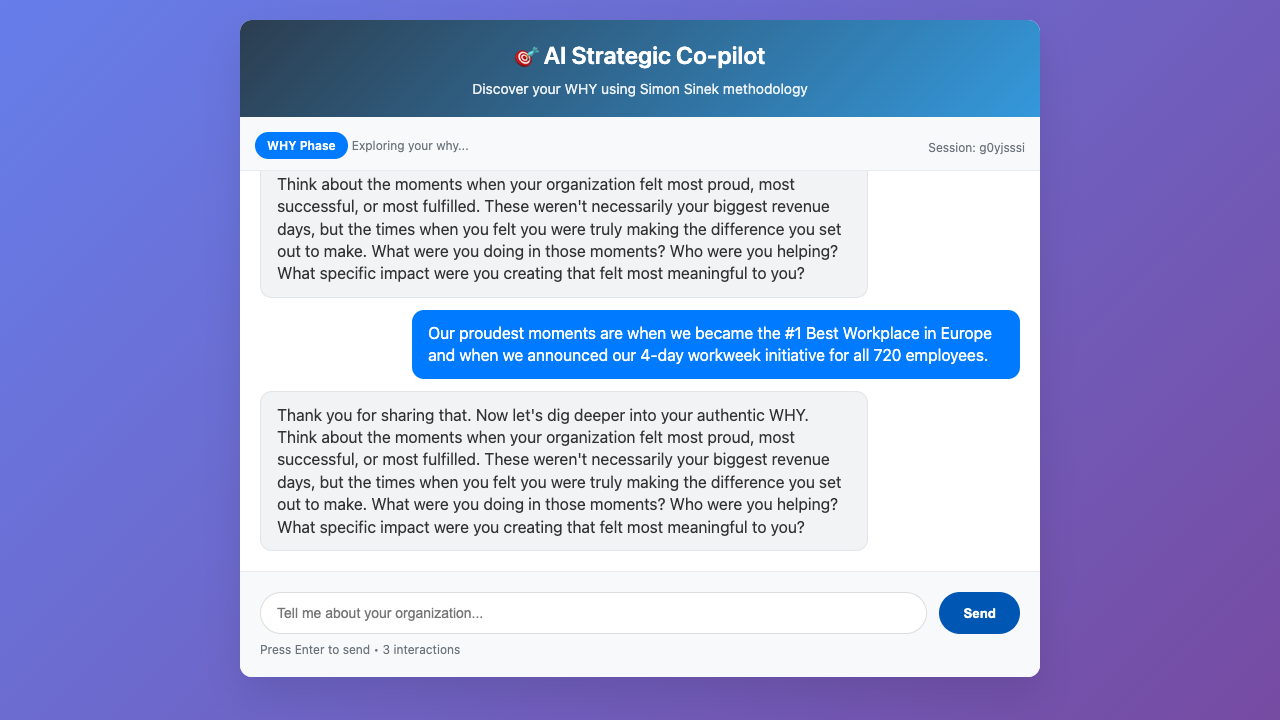 🎯 AI Strategic Co-pilot
Discover your WHY using Simon Sinek methodology
WHY Phase Exploring your why...
Session: g0yjsssi
Think about the moments when your organization felt most proud, most
successful, or most fulfilled. These weren't necessarily your biggest revenue
days, but the times when you felt you were truly making the difference you set
out to make. What were you doing in those moments? Who were you helping?
What specific impact were you creating that felt most meaningful to you?
Our proudest moments are when we became the #1 Best Workplace in Europe
and when we announced our 4-day workweek initiative for all 720 employees.
Thank you for sharing that. Now let's dig deeper into your authentic WHY.
Think about the moments when your organization felt most proud, most
successful, or most fulfilled. These weren't necessarily your biggest revenue
days, but the times when you felt you were truly making the difference you set
out to make. What were you doing in those moments? Who were you helping?
What specific impact were you creating that felt most meaningful to you?
Tell me about your organization...
Send
Press Enter to send • 3 interactions